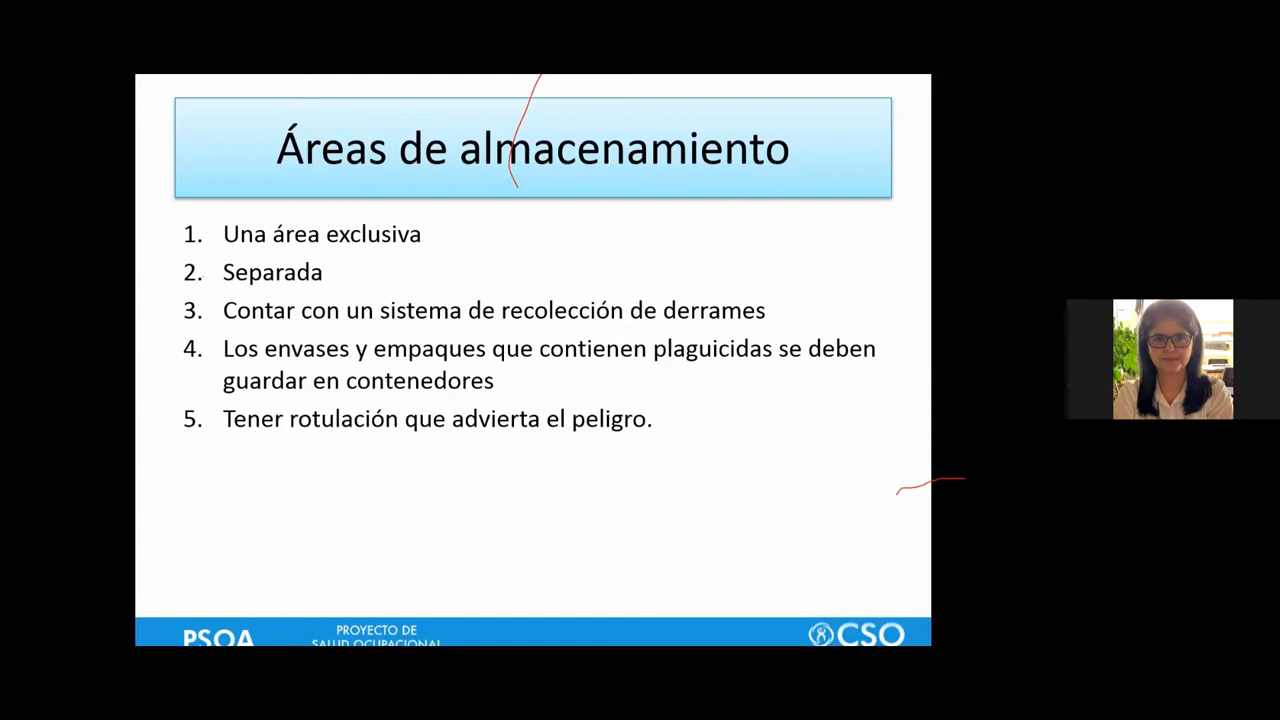 Áreas de almacenamiento
1. Una área exclusiva
2. Separada
3. Contar con un sistema de recolección de derrames
4. Los envases y empaques que contienen plaguicidas se deben
guardar en contenedores
5. Tener rotulación que advierta el peligro.
PSOA
PROYECTO DE
SALUD OCUPACIONAL
CSO